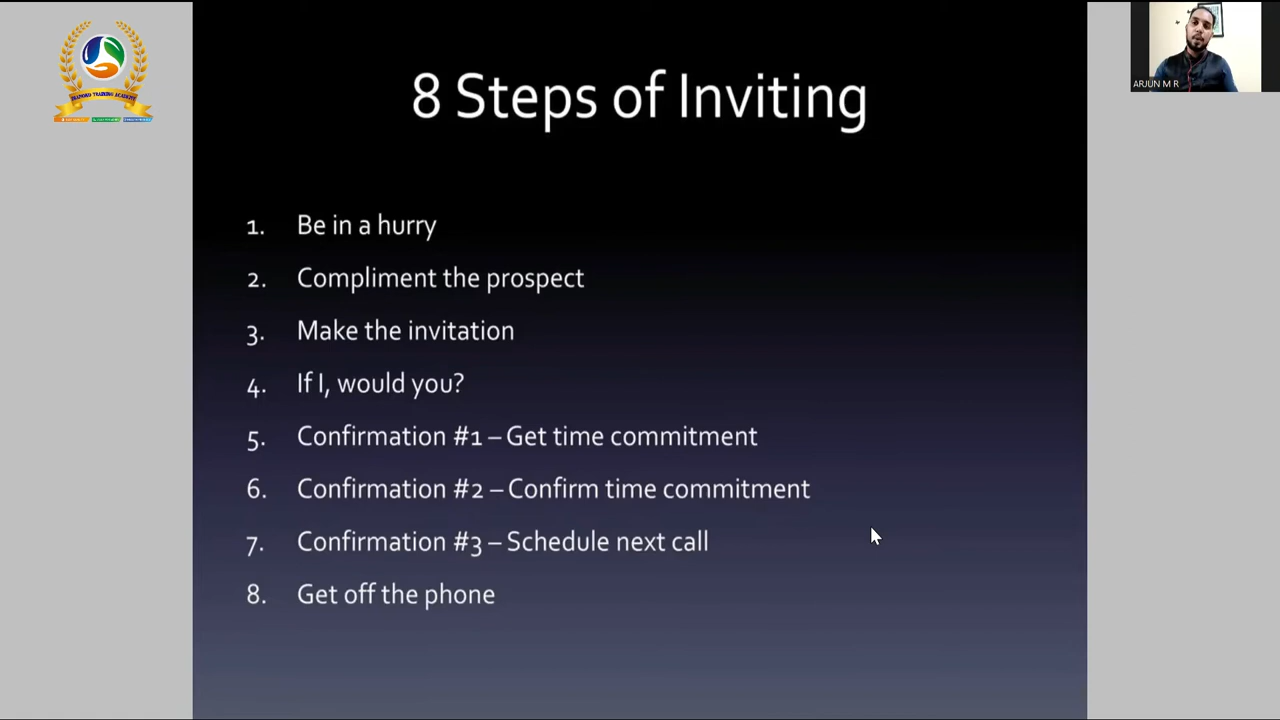 8 Steps of Inviting
ARJUN M R
1. Be in a hurry
2. Compliment the prospect
3. Make the invitation
4. If I, would you?
5. Confirmation #1 – Get time commitment
6. Confirmation #2 – Confirm time commitment
7. Confirmation #3 – Schedule next call
8. Get off the phone